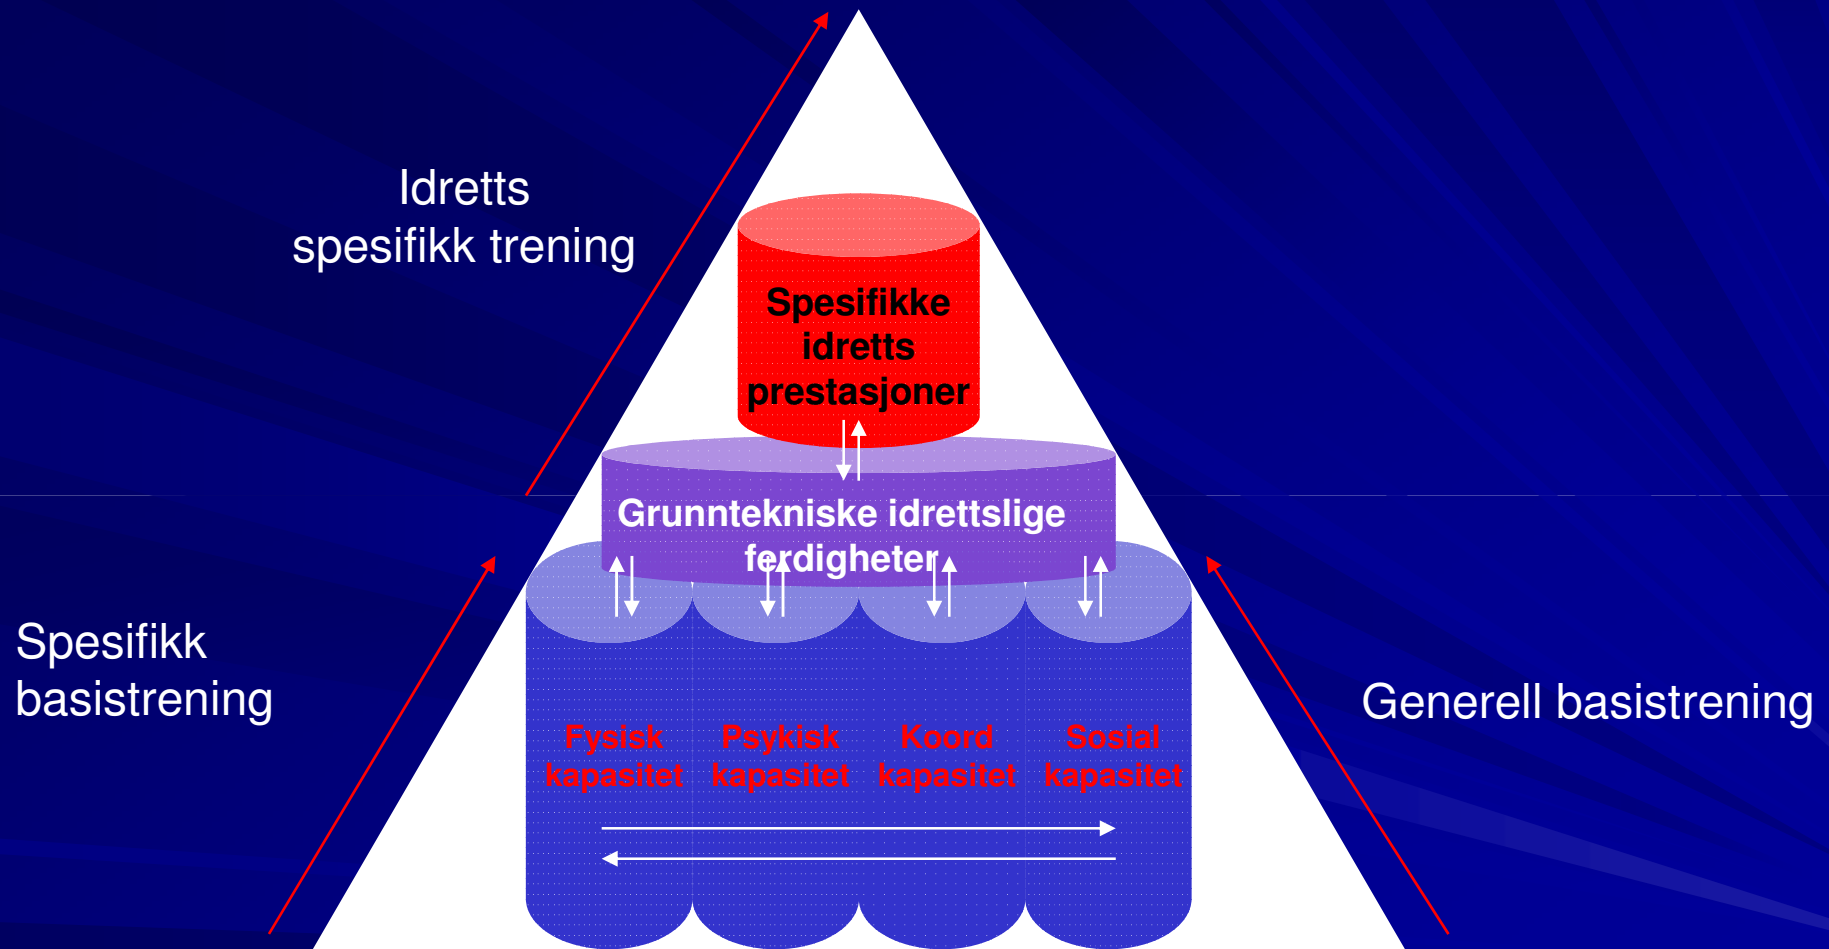 Idretts
spesifikk trening
Spesifikke
idretts
prestasjoner
Grunntekniske idrettslige
ferdigheter
Spesifikk
basistrening
Generell basistrening
Fysisk
kapasitet
Psykisk
kapasitet
Koord
kapasitet
Sosial
kapasitet